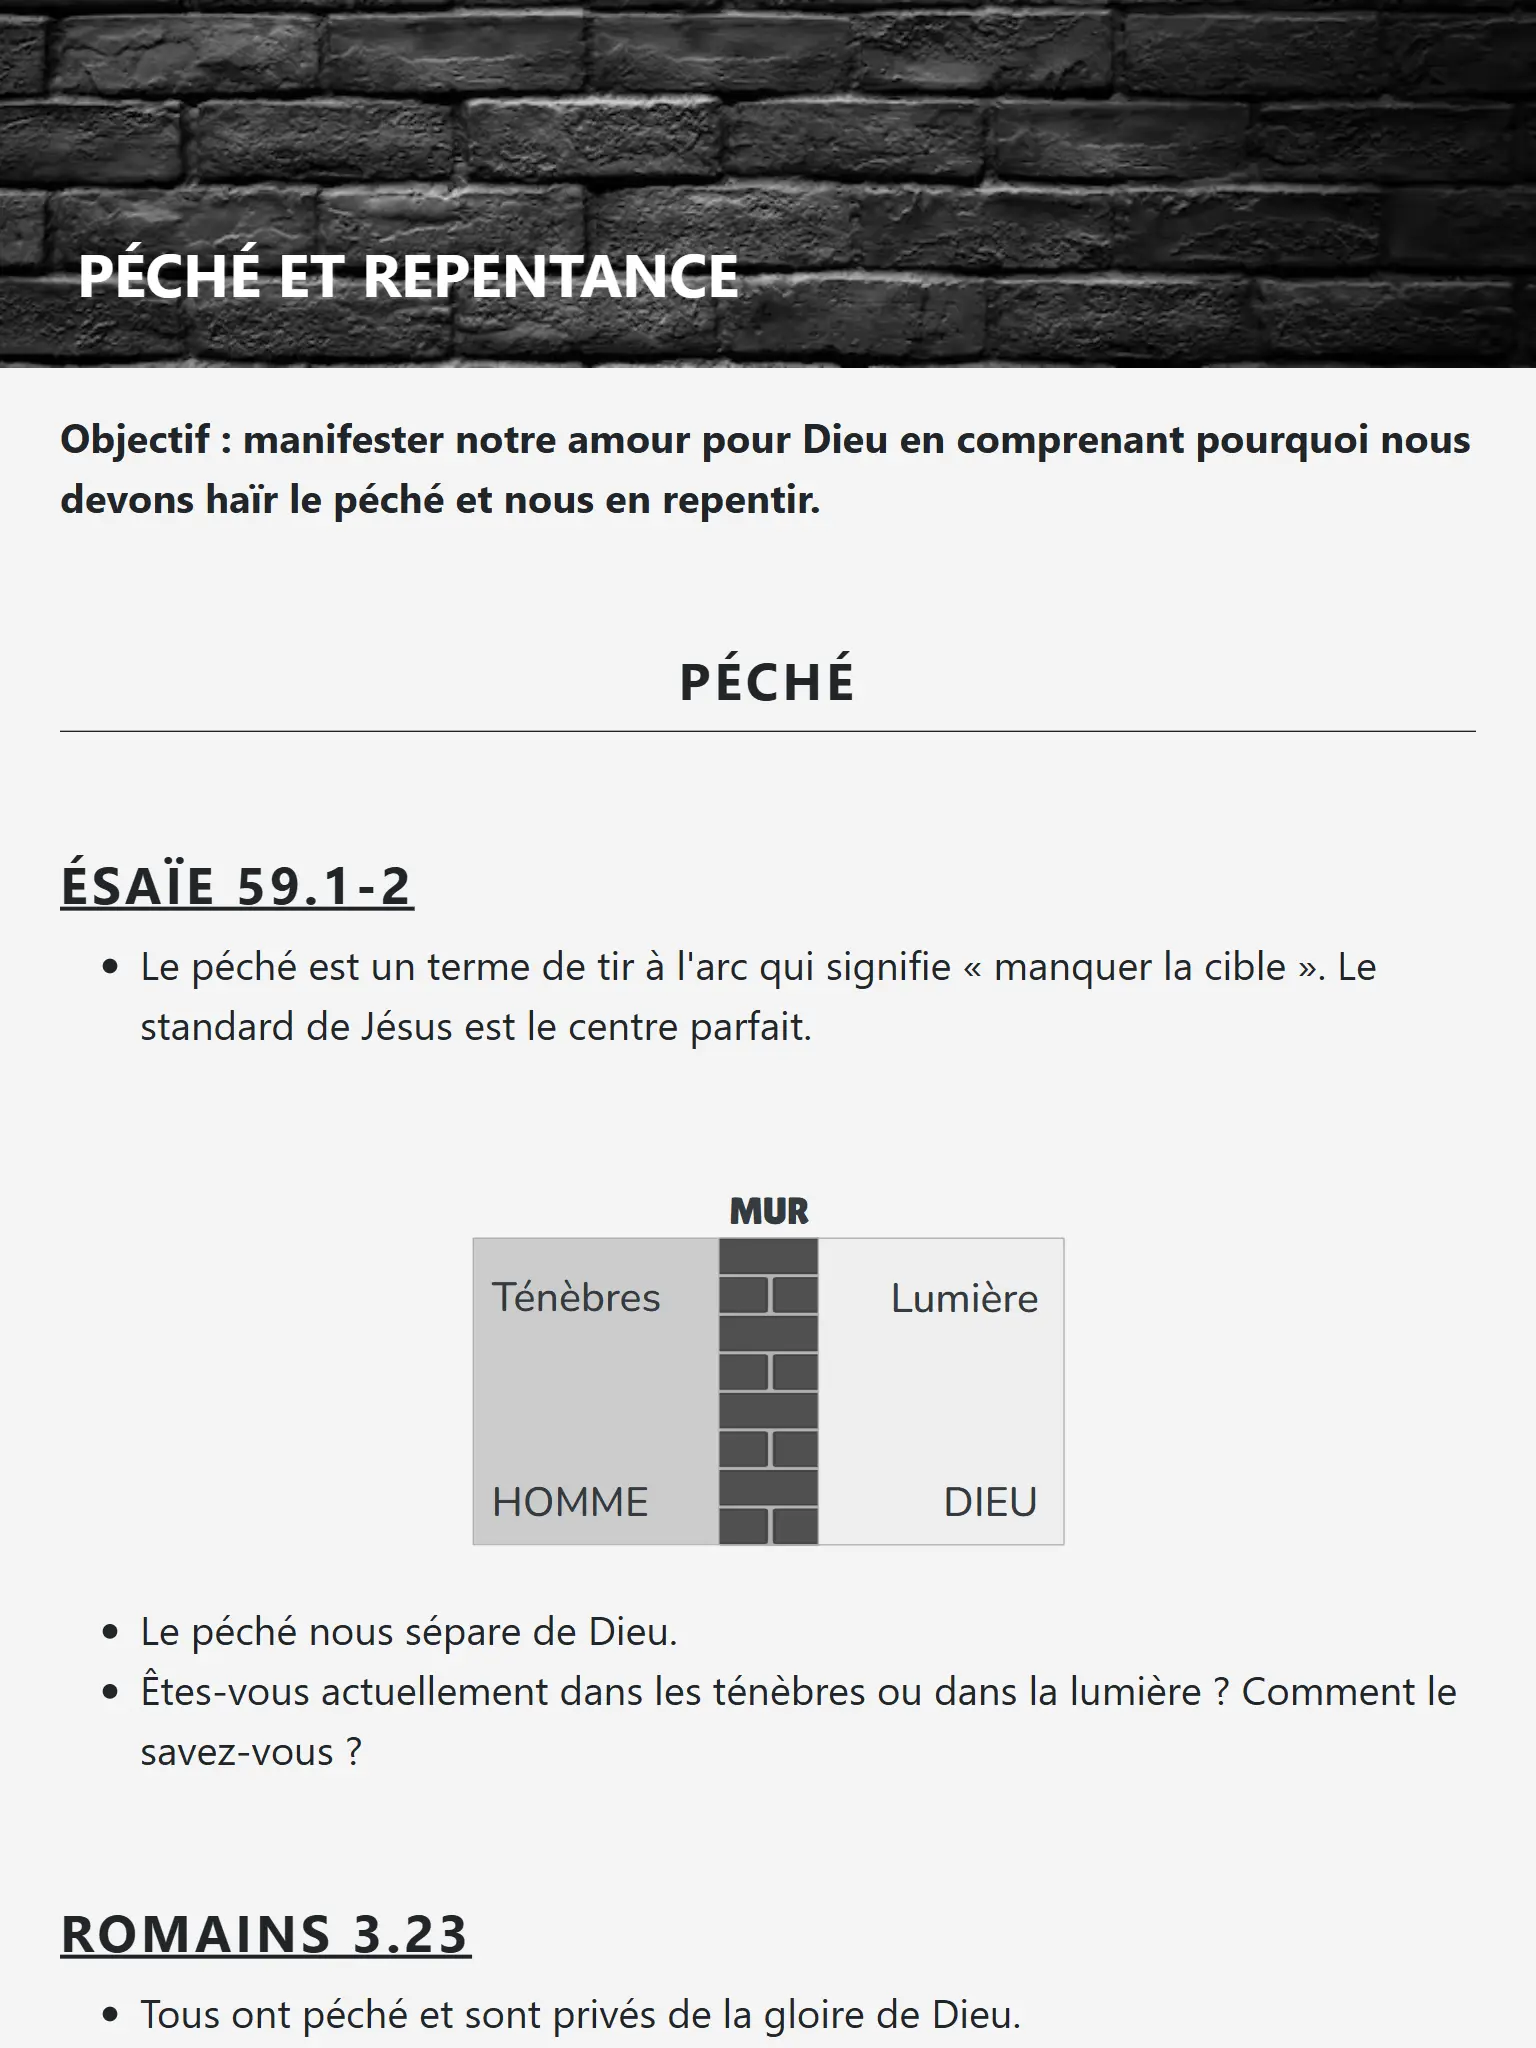 PÉCHÉ ET REPENTANCE
Objectif : manifester notre amour pour Dieu en comprenant pourquoi nous
devons haïr le péché et nous en repentir.
PÉCHÉ
ÉSAÏE 59.1-2
• Le péché est un terme de tir à l'arc qui signifie « manquer la cible ». Le
standard de Jésus est le centre parfait.
MUR
Ténèbres
Lumière
HOMME
DIEU
• Le péché nous sépare de Dieu.
• Êtes-vous actuellement dans les ténèbres ou dans la lumière ? Comment le
savez-vous ?
ROMAINS 3.23
• Tous ont péché et sont privés de la gloire de Dieu.